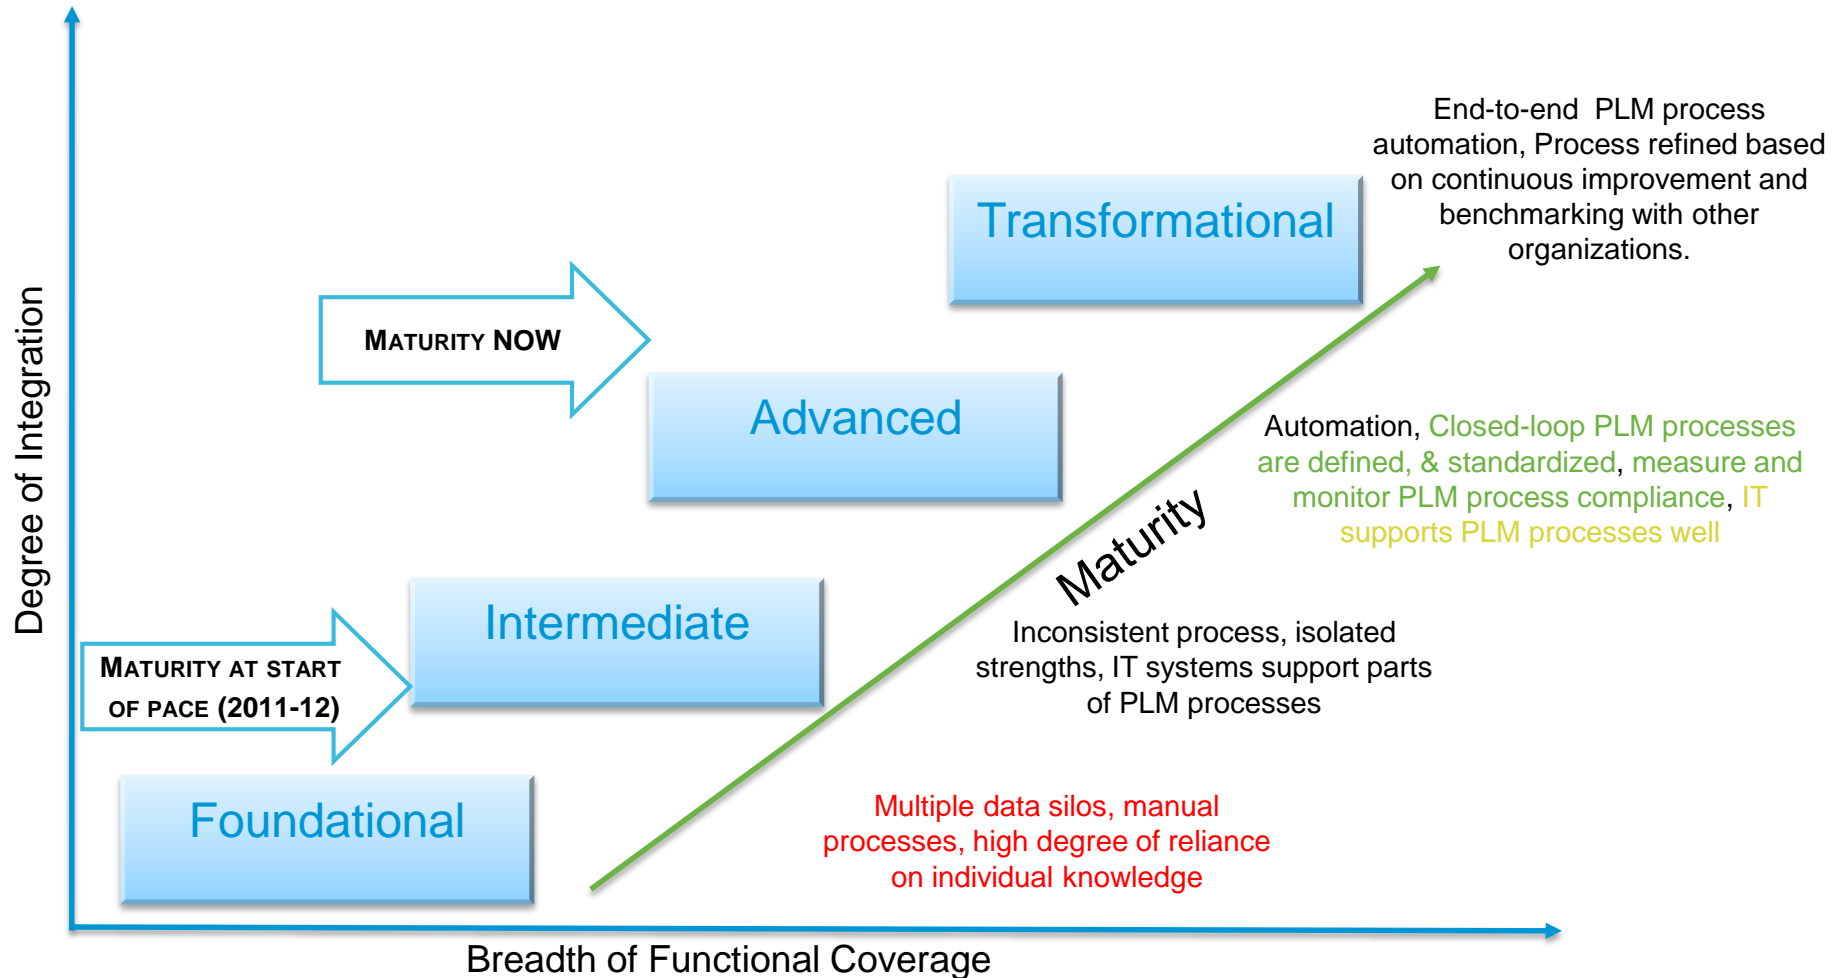 End-to-end  PLM process
automation, Process refined based
on continuous improvement and
benchmarking with other
organizations.
Transformational
MATURITY NOW
Advanced
Automation, Closed-loop PLM processes
are defined, & standardized, measure and
monitor PLM process compliance, IT
supports PLM processes well
Degree of Integration
Maturity
Intermediate
Inconsistent process, isolated
strengths, IT systems support parts
of PLM processes
MATURITY AT START
OF PACE (2011-12)
Foundational
Multiple data silos, manual
processes, high degree of reliance
on individual knowledge
Breadth of Functional Coverage